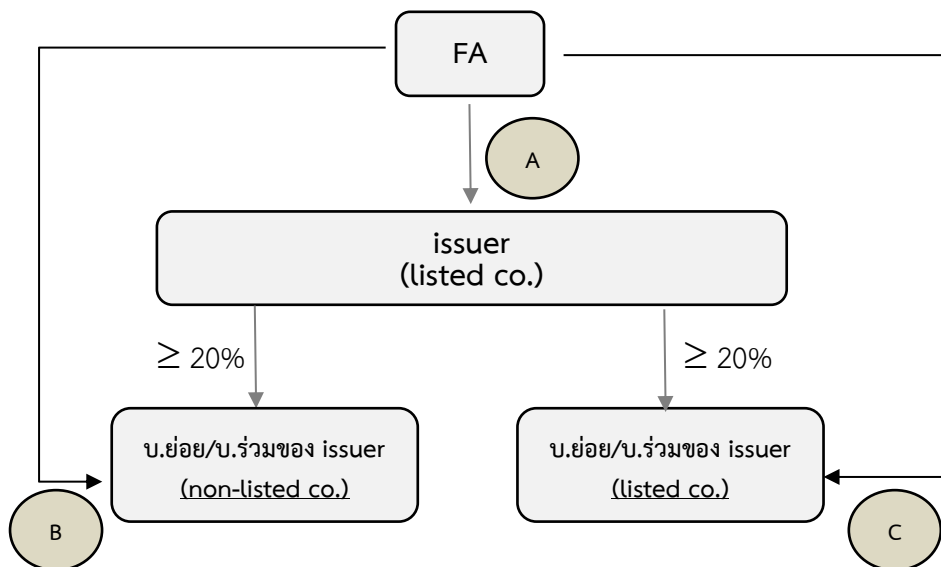 FA
A
issuer
(listed co.)
≥ 20%
≥ 20%
บ.ย่อย/บ.ร่วมของ issuer
(non-listed co.)
บ.ย่อย/บ.ร่วมของ issuer
(listed co.)
B
C